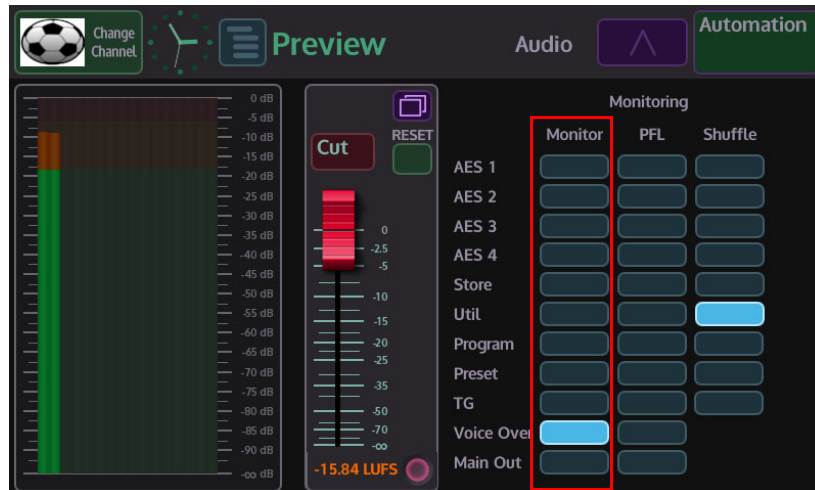 Change
Channel
Preview
Audio
Automation
0 dB
-5 dB
-10 dB
-15 dB
-20 dB
-25 dB
-30 dB
-35 dB
-40 dB
-45 dB
-50 dB
-55 dB
-60 dB
-65 dB
-70 dB
-75 dB
-80 dB
-85 dB
-90 dB
-∞ dB
RESET
Cut
0
-2.5
-5
-10
-15
-20
-25
-35
-50
-70
-∞
-15.84 LUFS
Monitoring
Monitor PFL Shuffle
AES 1
AES 2
AES 3
AES 4
Store
Util
Program
Preset
TG
Voice Over
Main Out